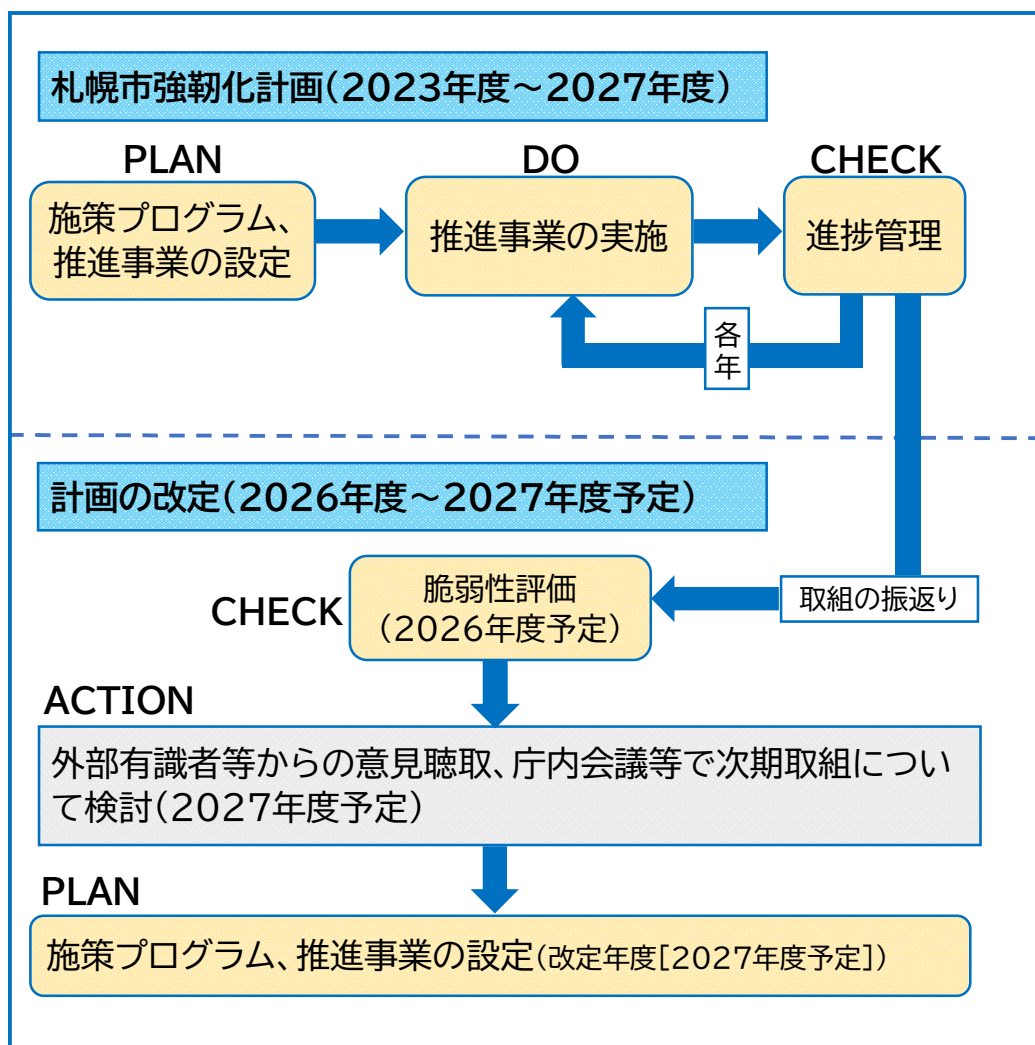 札幌市強靭化計画(2023年度～2027年度)
PLAN
DO
CHECK
施策プログラム、
推進事業の設定
推進事業の実施
進捗管理
各
年
計画の改定(2026年度～2027年度予定)
CHECK
脆弱性評価
(2026年度予定)
取組の振返り
ACTION
外部有識者等からの意見聴取、庁内会議等で次期取組につい
て検討(2027年度予定)
PLAN
施策プログラム、推進事業の設定(改定年度[2027年度予定])